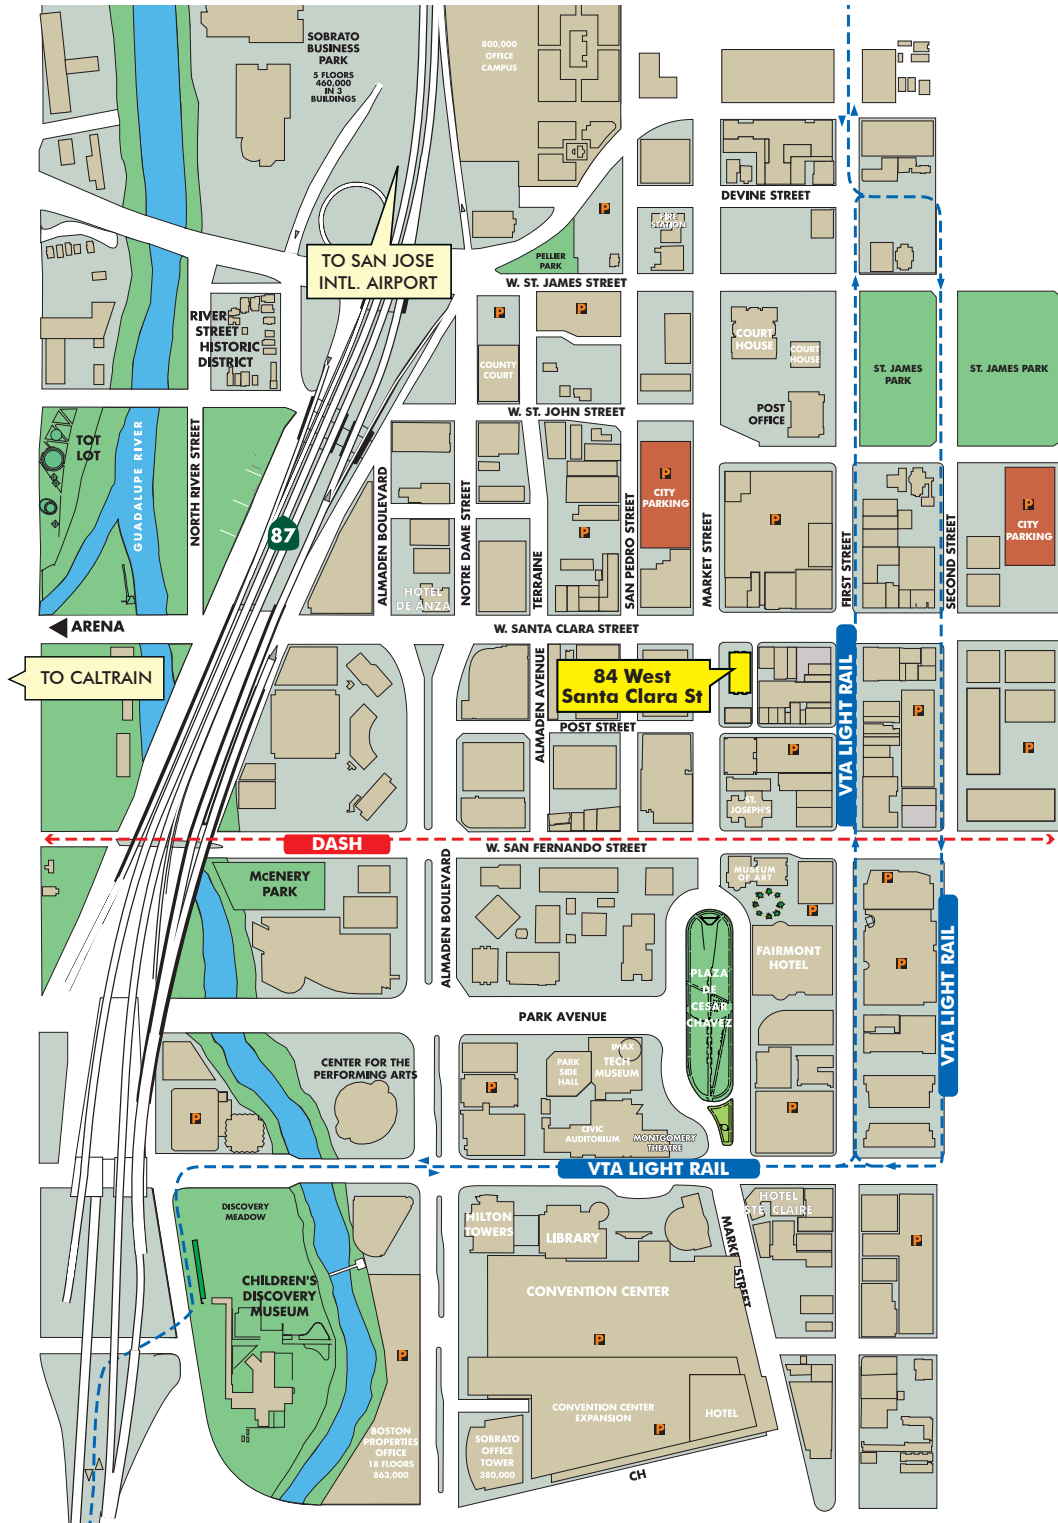 SOBRATO
BUSINESS
PARK
5 FLOORS
460,000
IN 3
BUILDINGS
800,000
OFFICE
CAMPUS
DEVINE STREET
P
FIRE
STATION
PELLIER
PARK
TO SAN JOSE
INTL. AIRPORT
W. ST. JAMES STREET
RIVER
STREET
HISTORIC
DISTRICT
P
P
COUNTY
COURT
COURT
HOUSE
COURT
HOUSE
POST
OFFICE
ST. JAMES
PARK
ST. JAMES PARK
W. ST. JOHN STREET
TOT
LOT
GUADALUPE RIVER
NORTH RIVER STREET
87
ALMADEN BOULEVARD
NOTRE DAME STREET
TERRAINE
SAN PEDRO STREET
MARKET STREET
FIRST STREET
SECOND STREET
P
CITY
PARKING
P
CITY
PARKING
P
P
HOTEL
DE ANZA
ARENA
W. SANTA CLARA STREET
TO CALTRAIN
84 West
Santa Clara St
ALMADEN AVENUE
POST STREET
VTA LIGHT RAIL
P
P
P
ST.
JOSEPH'S
DASH
W. SAN FERNANDO STREET
McENERY
PARK
ALMADEN BOULEVARD
MUSEUM
OF ART
P
P
P
FAIRMONT
HOTEL
PLAZA
DE
CESAR
CHAVEZ
VTA LIGHT RAIL
PARK AVENUE
CENTER FOR THE
PERFORMING ARTS
IMAX
TECH
MUSEUM
PARK
SIDE
HALL
P
P
P
CIVIC
AUDITORIUM
MONTGOMERY
THEATRE
VTA LIGHT RAIL
DISCOVERY
MEADOW
HILTON
TOWERS
LIBRARY
HOTEL
STE CLAIRE
MARKET STREET
P
CHILDREN'S
DISCOVERY
MUSEUM
CONVENTION CENTER
P
P
CONVENTION CENTER
EXPANSION
HOTEL
P
BOSTON
PROPERTIES
OFFICE
18 FLOORS
863,000
SOBRATO
OFFICE
TOWER
380,000
CH